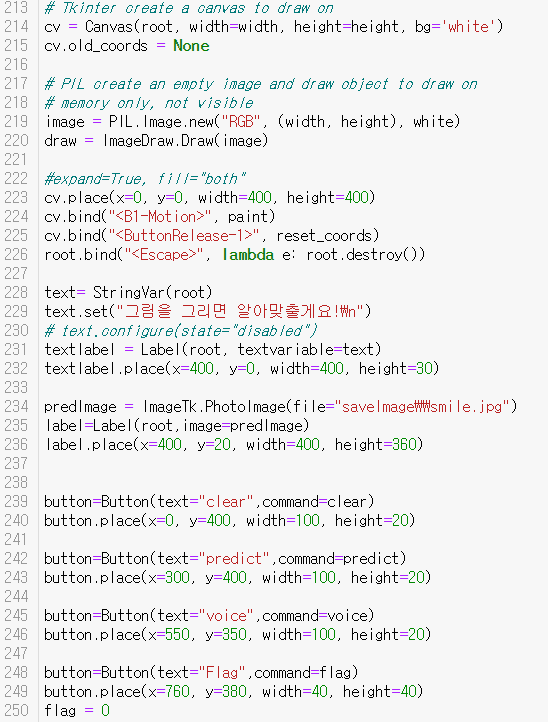 213 # Tkinter create a canvas to draw on
214 cv = Canvas(root, width=width, height=height, bg='white')
215 cv.old_coords = None
216
217 # PIL create an empty image and draw object to draw on
218 # memory only, not visible
219 image = PIL.Image.new("RGB", (width, height), white)
220 draw = ImageDraw.Draw(image)
221
222 #expand=True, fill="both"
223 cv.place(x=0, y=0, width=400, height=400)
224 cv.bind("<B1-Motion>", paint)
225 cv.bind("<ButtonRelease-1>", reset_coords)
226 root.bind("<Escape>", lambda e: root.destroy())
227
228 text= StringVar(root)
229 text.set("그림을 그리면 알아맞출게요!₩n")
230 # text.configure(state="disabled")
231 textlabel = Label(root, textvariable=text)
232 textlabel.place(x=400, y=0, width=400, height=30)
233
234 predImage = ImageTk.PhotoImage(file="saveImage₩₩smile.jpg")
235 label=Label(root,image=predImage)
236 label.place(x=400, y=20, width=400, height=360)
237
238
239 button=Button(text="clear",command=clear)
240 button.place(x=0, y=400, width=100, height=20)
241
242 button=Button(text="predict",command=predict)
243 button.place(x=300, y=400, width=100, height=20)
244
245 button=Button(text="voice",command=voice)
246 button.place(x=550, y=350, width=100, height=20)
247
248 button=Button(text="Flag",command=flag)
249 button.place(x=760, y=380, width=40, height=40)
250 flag = 0